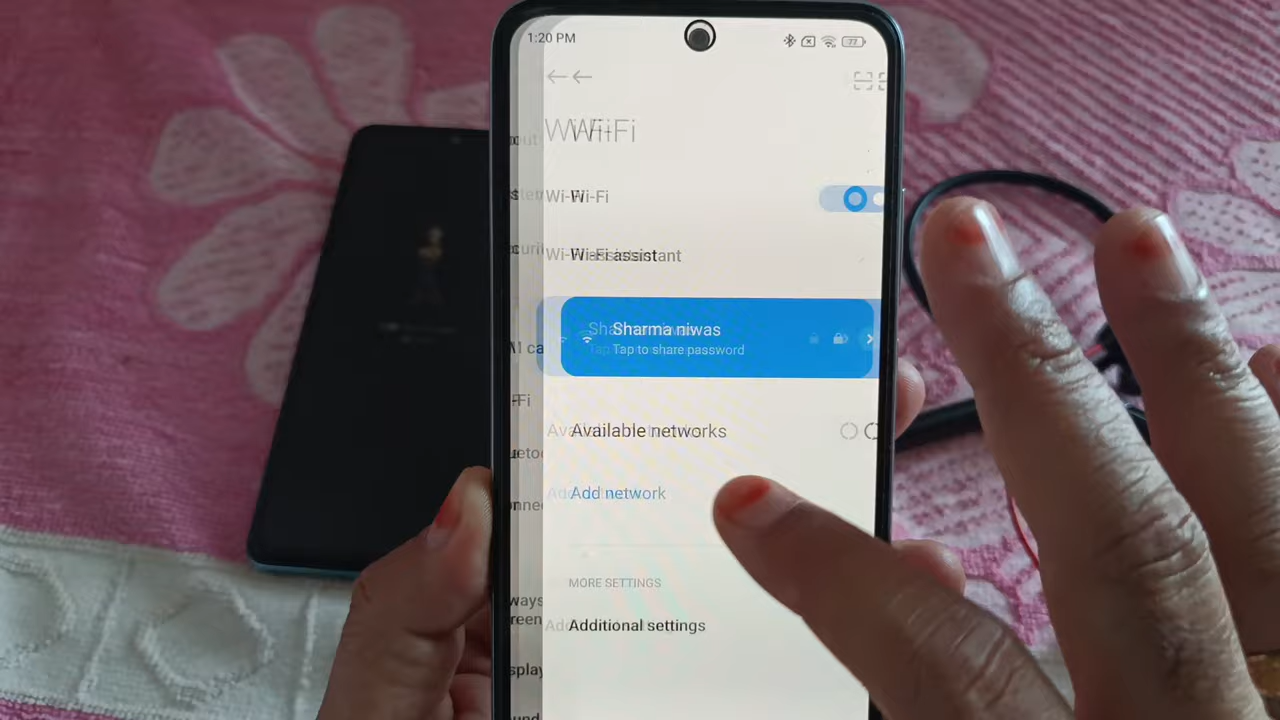 1:20 PM
77
Wi-Fi
Wi-Fi
Wi-Fi assistant
Sharma niwas
Tap to share password
Available networks
Add network
MORE SETTINGS
Additional settings